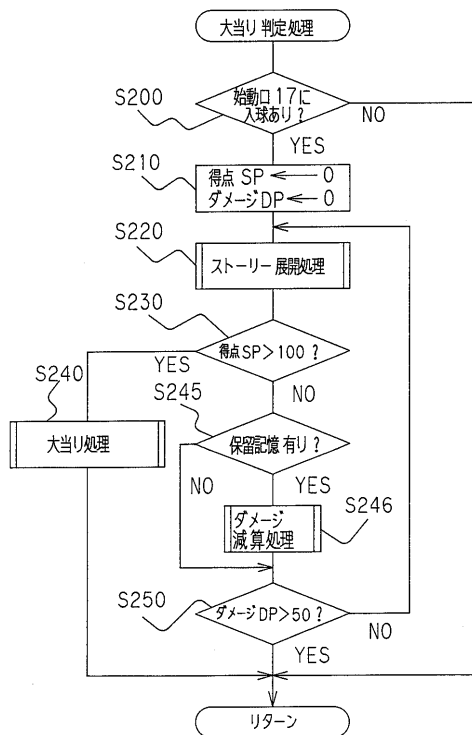 大当り判定処理
S200
始動口17に
入球あり?
NO
YES
S210
得点 SP ← 0
ダメージDP ← 0
S220
ストーリー展開処理
S230
得点SP>100?
YES
NO
S240
大当り処理
S245
保留記憶有り?
NO
YES
S246
ダメージ
減算処理
S250
ダメージDP>50?
NO
YES
リターン